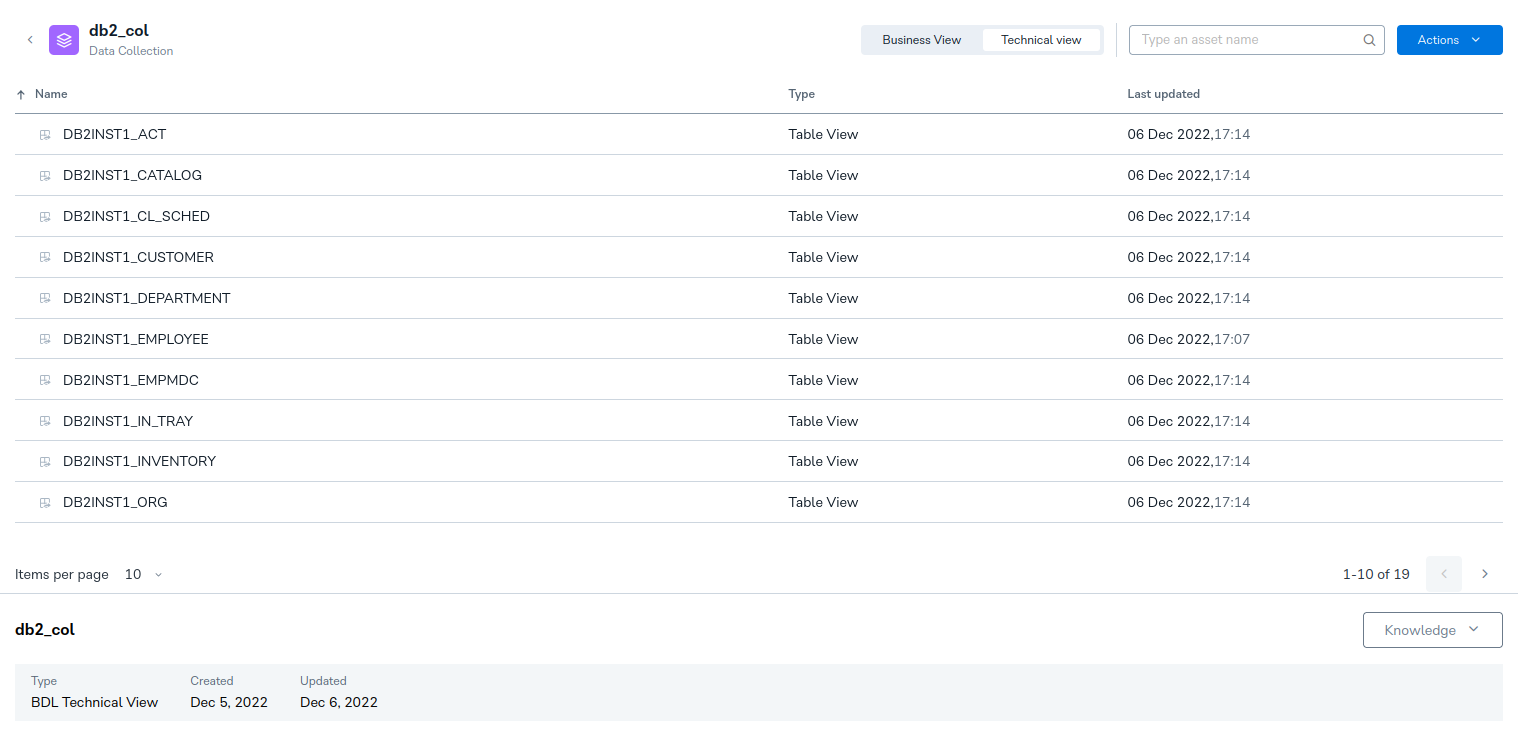 db2_col
Data Collection
Business View Technical view Type an asset name Actions
Name Type Last updated
DB2INST1_ACT Table View 06 Dec 2022,17:14
DB2INST1_CATALOG Table View 06 Dec 2022,17:14
DB2INST1_CL_SCHED Table View 06 Dec 2022,17:14
DB2INST1_CUSTOMER Table View 06 Dec 2022,17:14
DB2INST1_DEPARTMENT Table View 06 Dec 2022,17:14
DB2INST1_EMPLOYEE Table View 06 Dec 2022,17:07
DB2INST1_EMPMDC Table View 06 Dec 2022,17:14
DB2INST1_IN_TRAY Table View 06 Dec 2022,17:14
DB2INST1_INVENTORY Table View 06 Dec 2022,17:14
DB2INST1_ORG Table View 06 Dec 2022,17:14
Items per page 10 1-10 of 19
db2_col Knowledge
Type Created Updated
BDL Technical View Dec 5, 2022 Dec 6, 2022